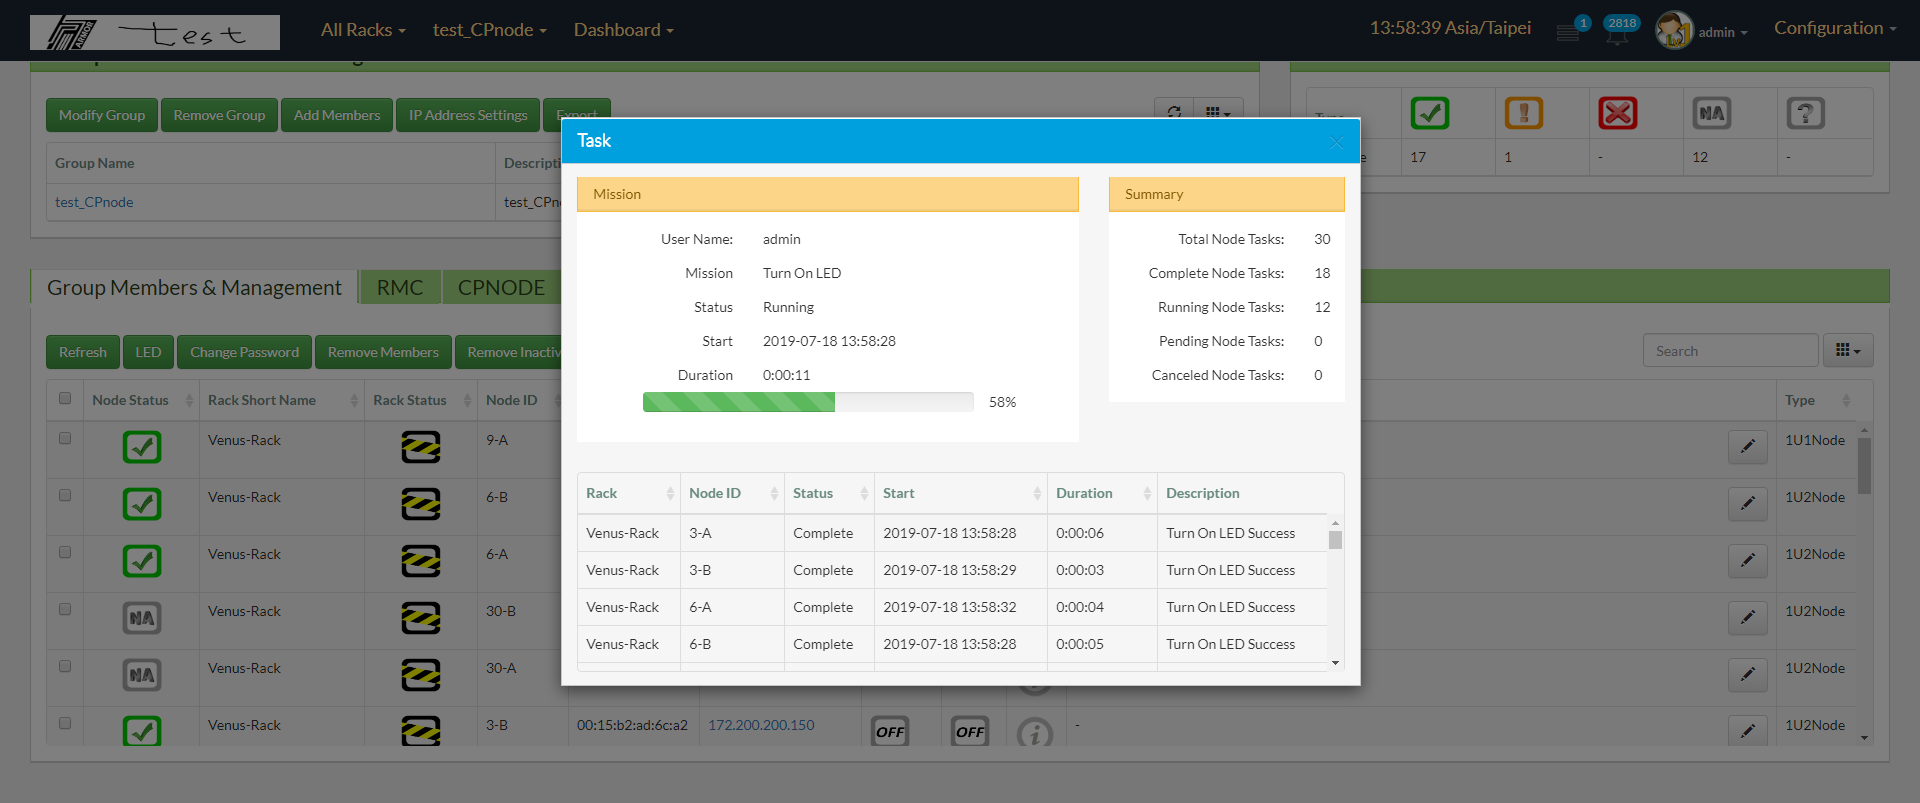 ARMOR test All Racks test_CPnode Dashboard 13:58:39 Asia/Taipei 1 2818 admin Configuration
Modify Group Remove Group Add Members IP Address Settings Export
Group Name
test_CPnode test_CPn
17 1 - 12 -
NA ?
Task
Mission
User Name: admin
Mission Turn On LED
Status Running
Start 2019-07-18 13:58:28
Duration 0:00:11
58%
Summary
Total Node Tasks: 30
Complete Node Tasks: 18
Running Node Tasks: 12
Pending Node Tasks: 0
Canceled Node Tasks: 0
Rack Node ID Status Start Duration Description
Venus-Rack 3-A Complete 2019-07-18 13:58:28 0:00:06 Turn On LED Success
Venus-Rack 3-B Complete 2019-07-18 13:58:29 0:00:03 Turn On LED Success
Venus-Rack 6-A Complete 2019-07-18 13:58:32 0:00:04 Turn On LED Success
Venus-Rack 6-B Complete 2019-07-18 13:58:28 0:00:05 Turn On LED Success
Group Members & Management RMC CPNODE
Refresh LED Change Password Remove Members Remove Inactiv
Search
Node Status Rack Short Name Rack Status Node ID Type
Venus-Rack 9-A 1U1Node
Venus-Rack 6-B 1U2Node
Venus-Rack 6-A 1U2Node
NA Venus-Rack 30-B 1U2Node
NA Venus-Rack 30-A 1U2Node
Venus-Rack 3-B 00:15:b2:ad:6c:a2 172.200.200.150 OFF OFF i - 1U2Node